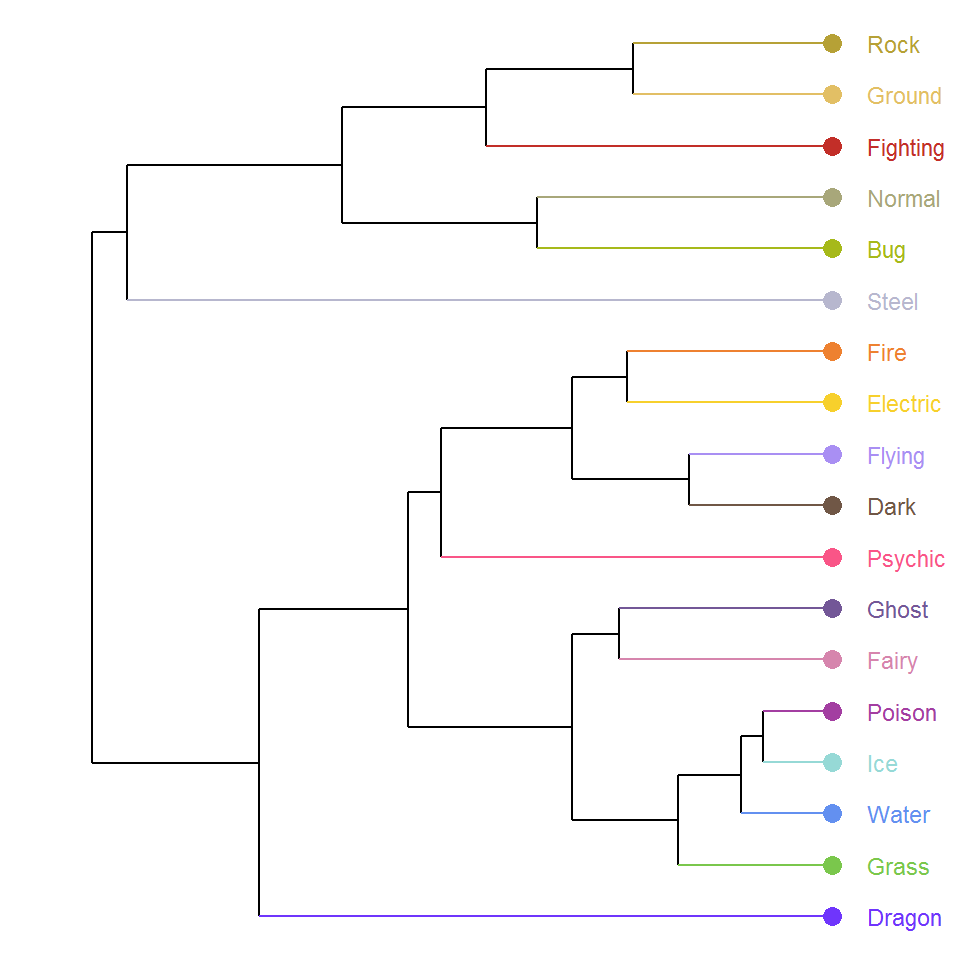 Rock
Ground
Fighting
Normal
Bug
Steel
Fire
Electric
Flying
Dark
Psychic
Ghost
Fairy
Poison
Ice
Water
Grass
Dragon